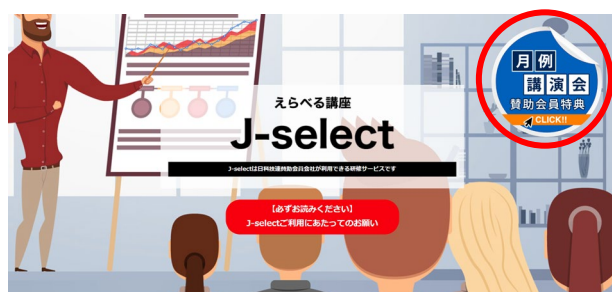 月例
講演会
賛助会員特典
CLICK!!
えらべる講座
J-select
J-selectは日科技連賛助会員会社が利用できる研修サービスです
【必ずお読みください】
J-selectご利用にあたってのお願い